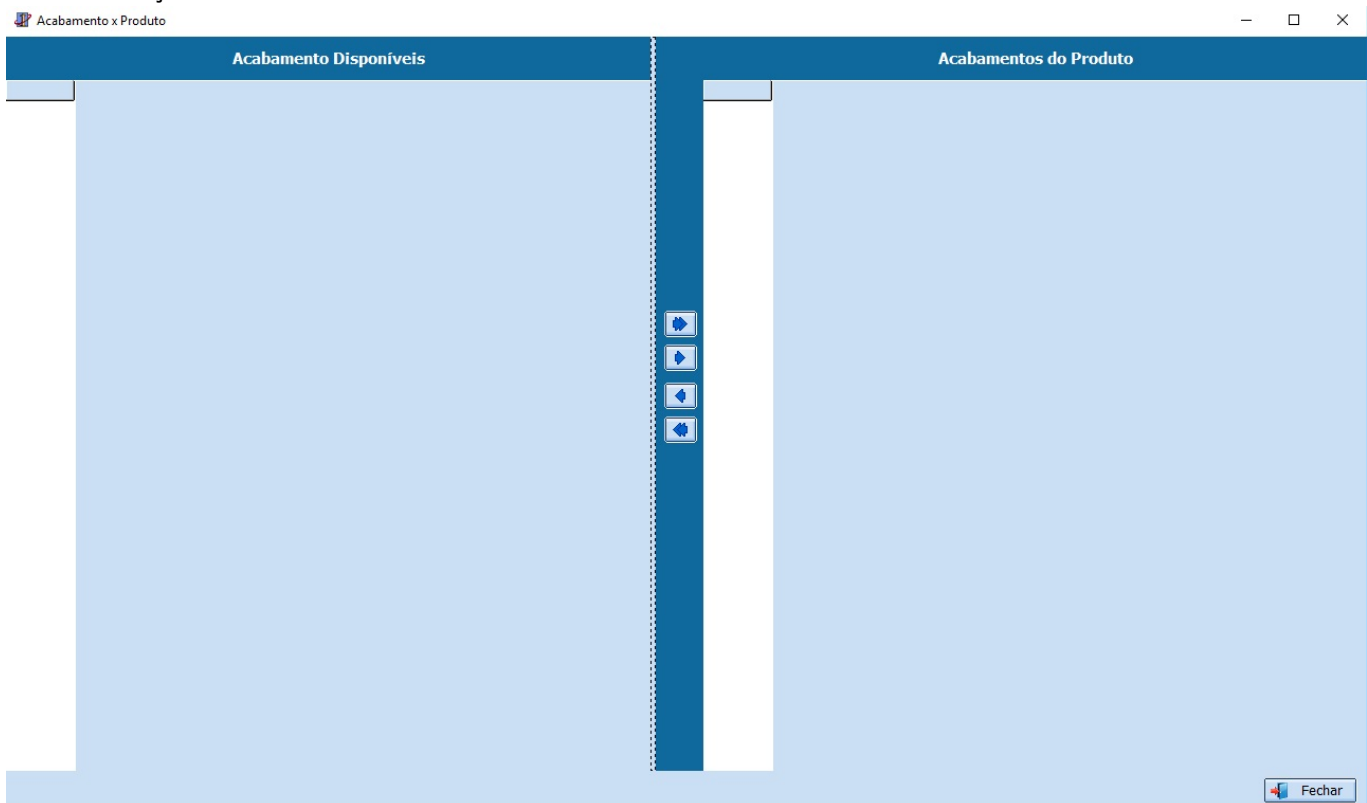 Acabamento x Produto
Acabamento Disponíveis
Acabamentos do Produto
Fechar